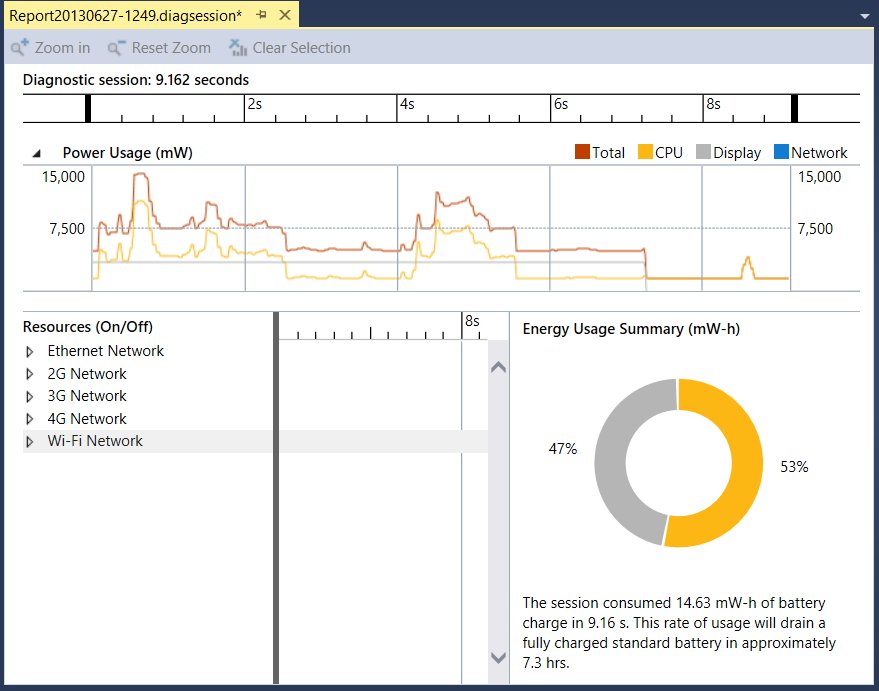 Report20130627-1249.diagsession*
Zoom in Reset Zoom Clear Selection
Diagnostic session: 9.162 seconds
2s 4s 6s 8s
Power Usage (mW) Total CPU Display Network
15,000 15,000
7,500 7,500
Resources (On/Off)
Ethernet Network
2G Network
3G Network
4G Network
Wi-Fi Network
8s
Energy Usage Summary (mW-h)
47%
53%
The session consumed 14.63 mW-h of battery
charge in 9.16 s. This rate of usage will drain a
fully charged standard battery in approximately
7.3 hrs.